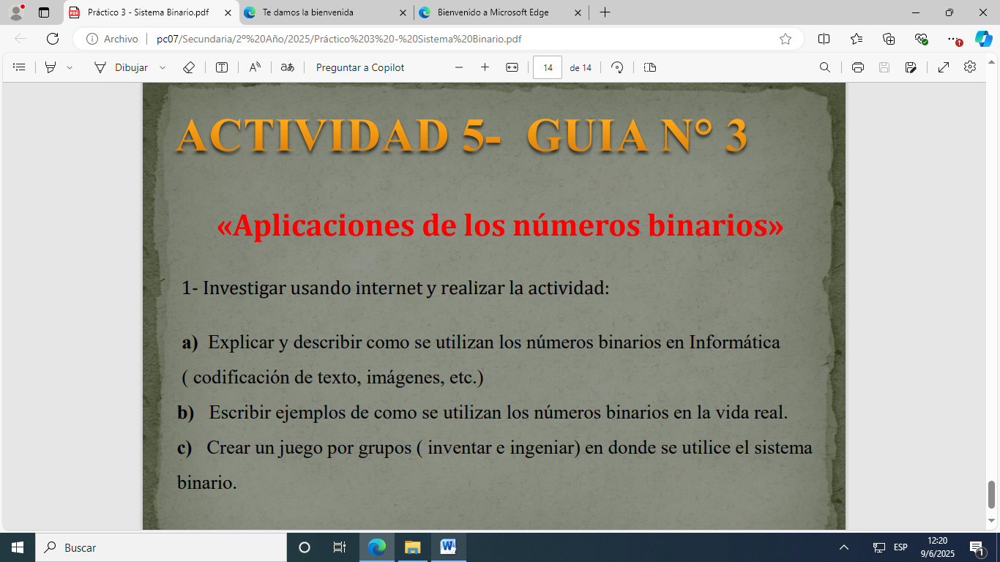 Práctico 3 - Sistema Binario.pdf
Te damos la bienvenida
Bienvenido a Microsoft Edge
Archivo
pc07/Secundaria/2º%20Año/2025/Práctico%203%20-%20Sistema%20Binario.pdf
Dibujar
aあ
Preguntar a Copilot
14
de 14
ACTIVIDAD 5- GUIA N° 3
«Aplicaciones de los números binarios»
1- Investigar usando internet y realizar la actividad:
a) Explicar y describir como se utilizan los números binarios en Informática
( codificación de texto, imágenes, etc.)
b) Escribir ejemplos de como se utilizan los números binarios en la vida real.
c) Crear un juego por grupos ( inventar e ingeniar) en donde se utilice el sistema
binario.
Buscar
ESP
12:20
9/6/2025
1